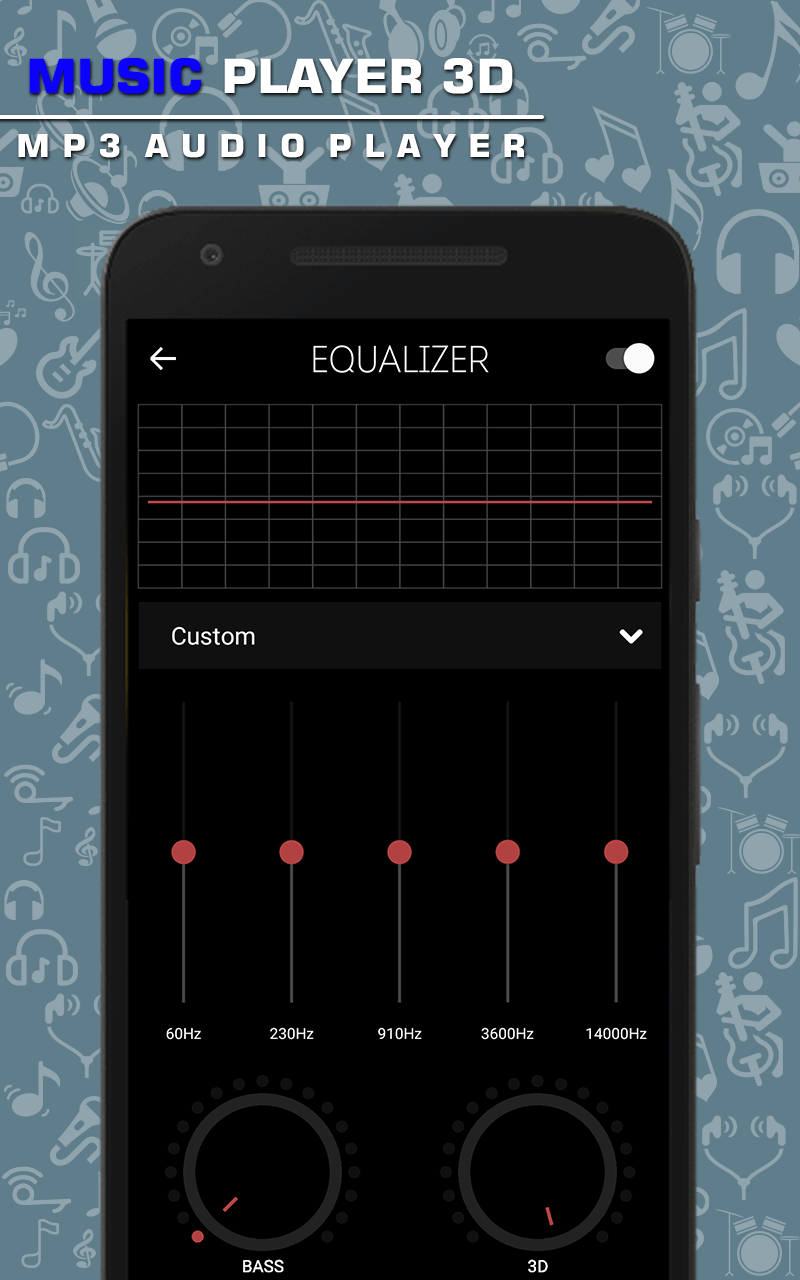 MUSIC PLAYER 3D
MP3 AUDIO PLAYER
EQUALIZER
Custom
60Hz 230Hz 910Hz 3600Hz 14000Hz
BASS 3D